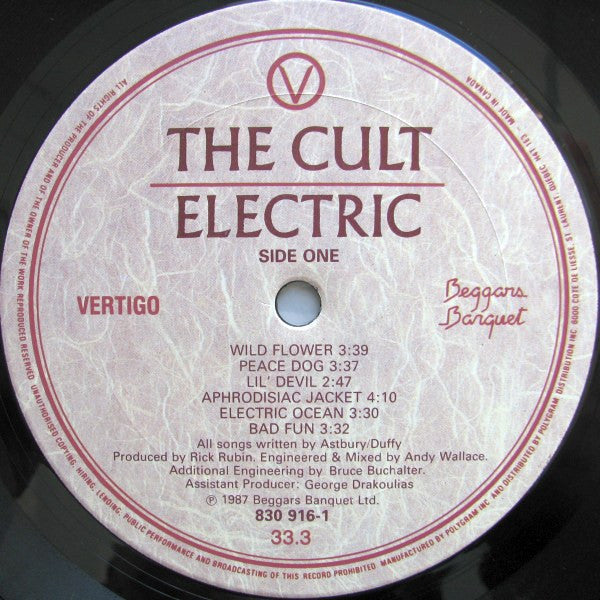 V
THE CULT
ELECTRIC
SIDE ONE
VERTIGO
Beggars
Banquet
WILD FLOWER 3:39
PEACE DOG 3:37
LIL' DEVIL 2:47
APHRODISIAC JACKET 4:10
ELECTRIC OCEAN 3:30
BAD FUN 3:32
All songs written by Astbury/Duffy
Produced by Rick Rubin. Engineered & Mixed by Andy Wallace.
Additional Engineering by Bruce Buchalter.
Assistant Producer: George Drakoulias
℗ 1987 Beggars Banquet Ltd.
830 916-1
33.3
ALL RIGHTS OF THE PRODUCER AND OF THE OWNER OF THE WORK REPRODUCED RESERVED. UNAUTHORISED COPYING, HIRING, LENDING, PUBLIC PERFORMANCE AND BROADCASTING OF THIS RECORD PROHIBITED. MANUFACTURED BY POLYGRAM INC. AND DISTRIBUTED BY POLYGRAM DISTRIBUTION INT. 6000 COTE DE LIESSE, ST. LAURENT QUEBEC, H4T 1E3 - MADE IN CANADA